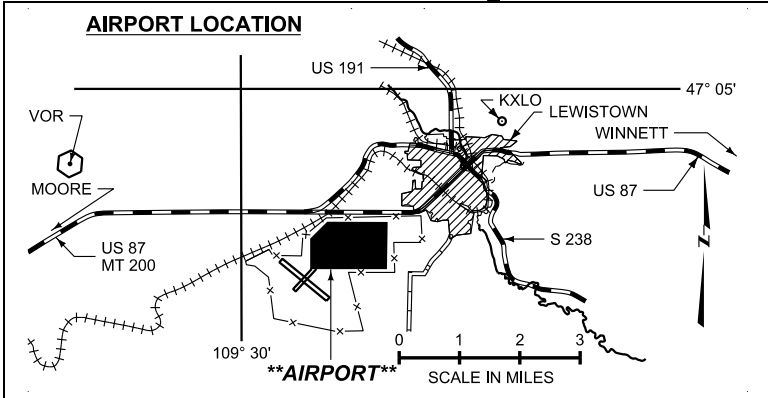 AIRPORT LOCATION
US 191
47° 05'
KXLO
LEWISTOWN
WINNETT
VOR
MOORE
US 87
US 87
MT 200
S 238
N
109° 30'
**AIRPORT**
0 1 2 3
SCALE IN MILES